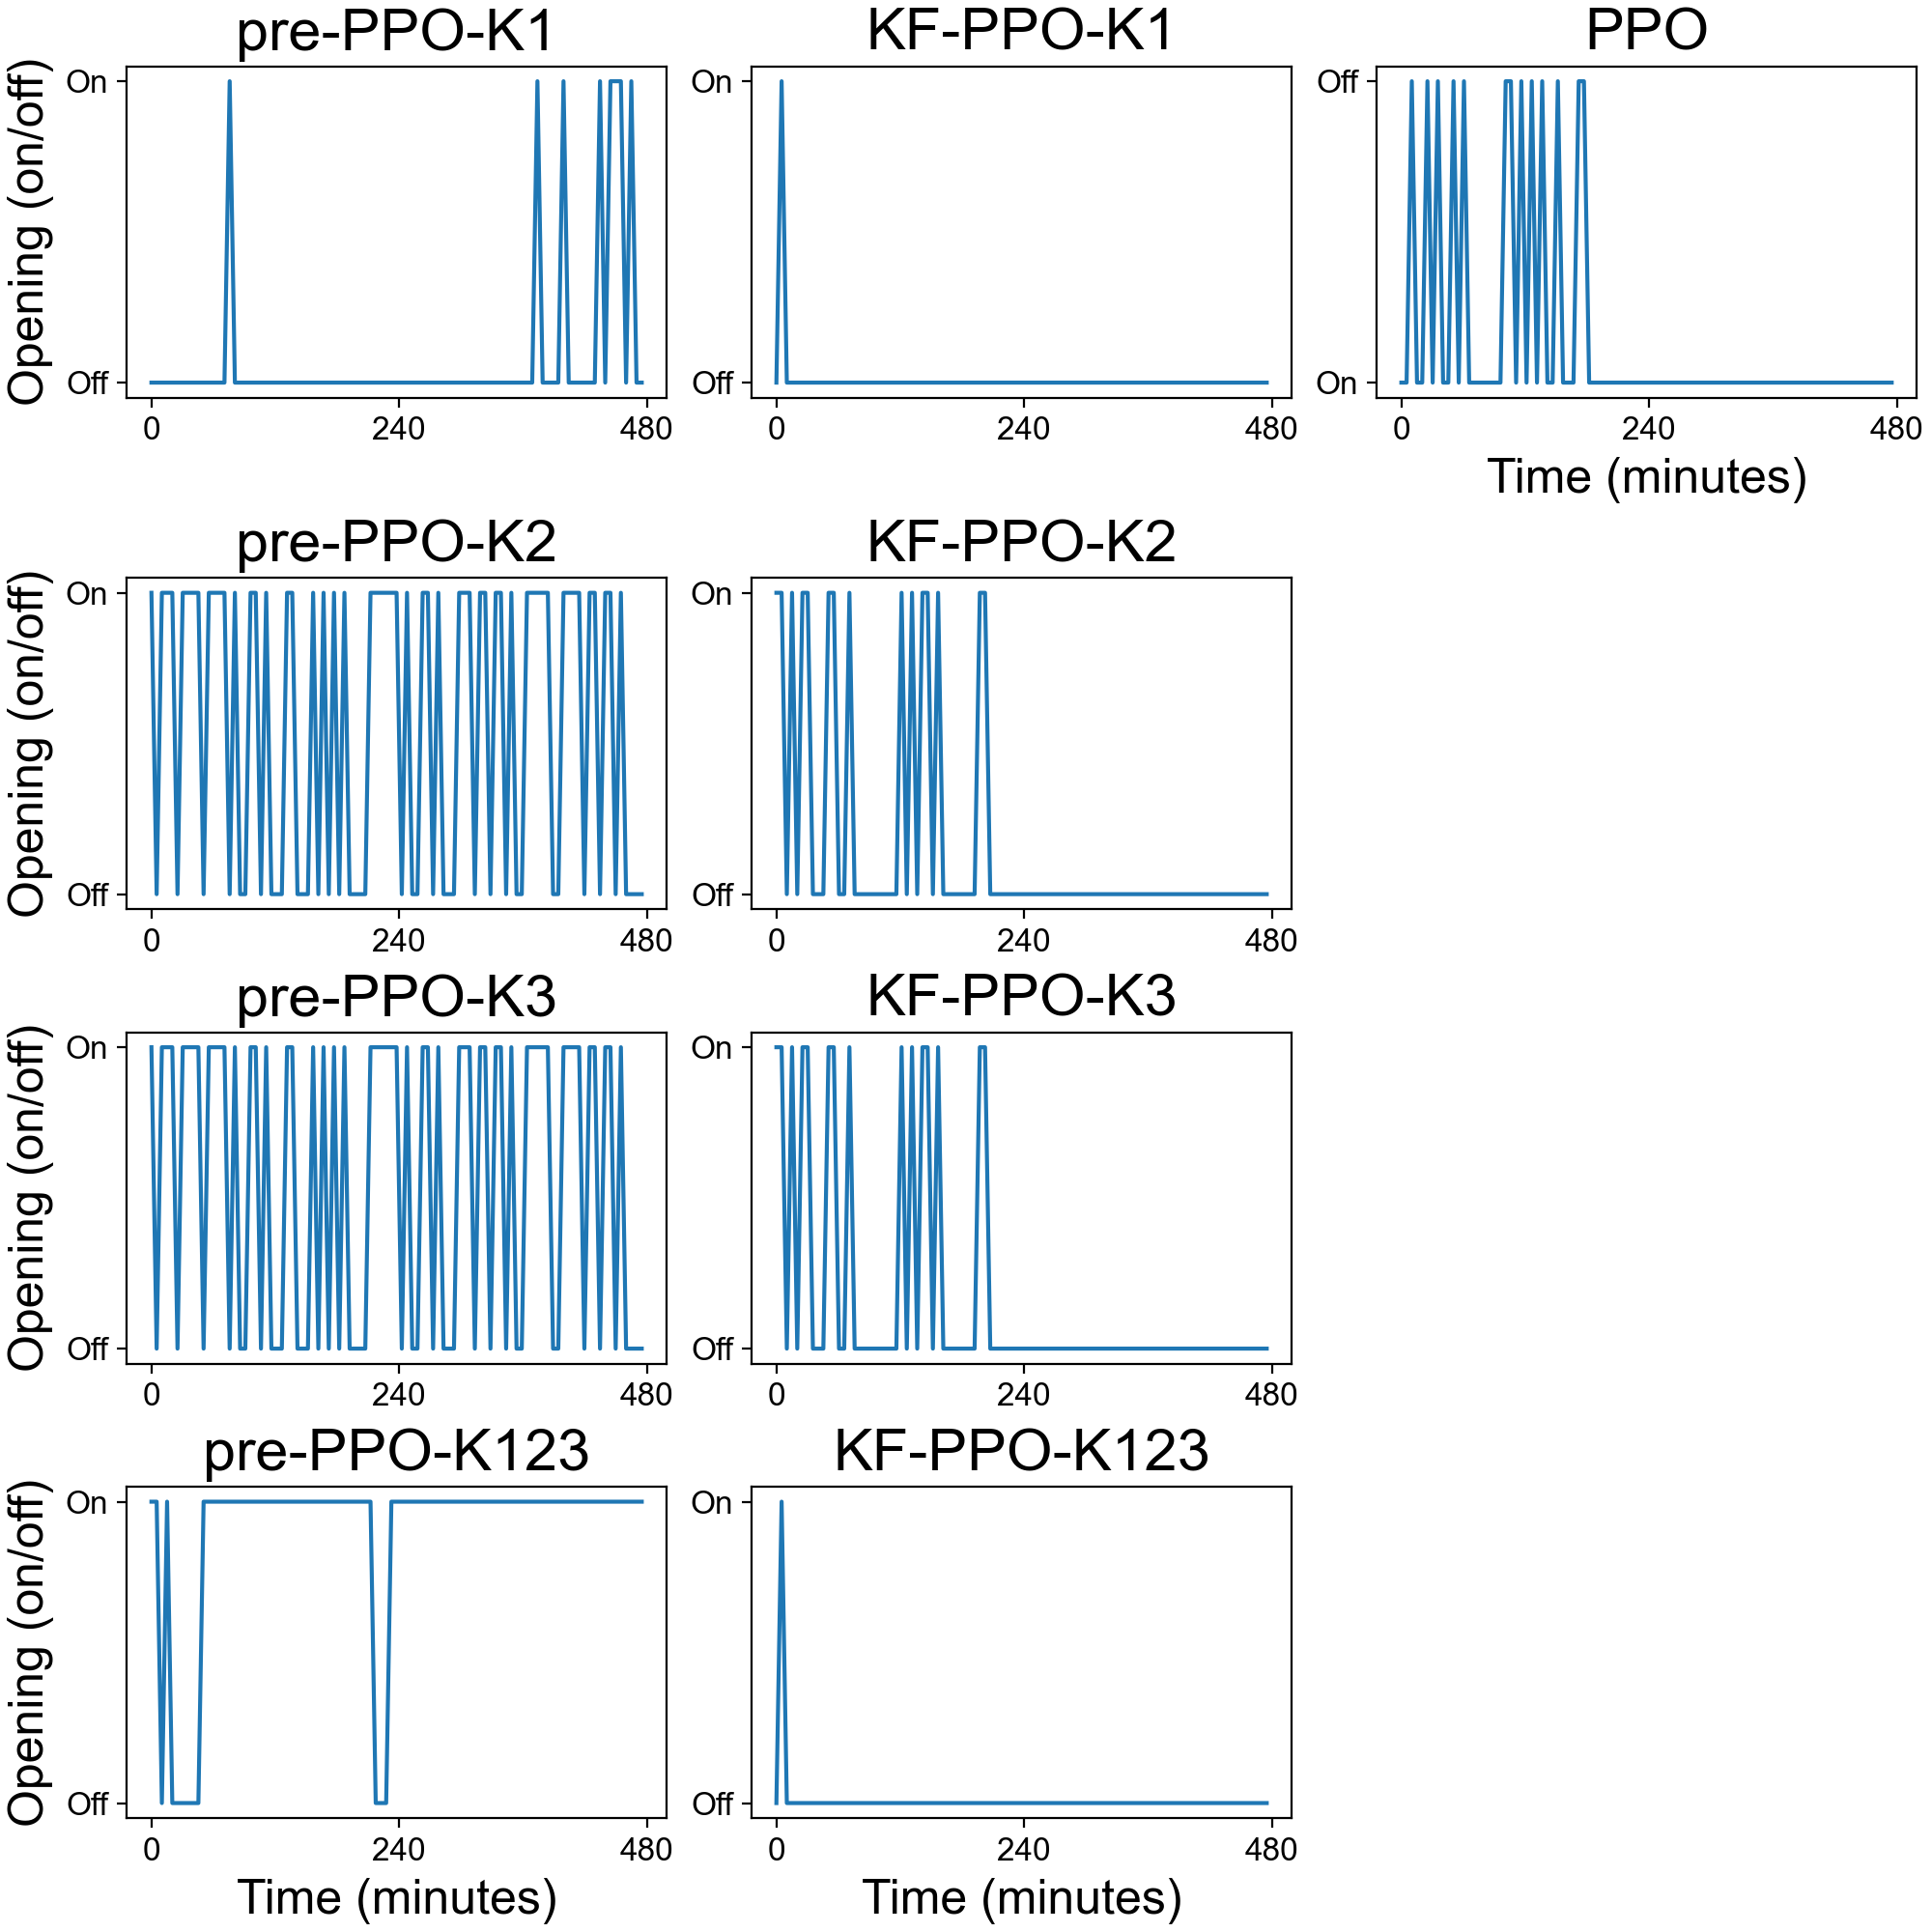 pre-PPO-K1
KF-PPO-K1
PPO
Opening (on/off)
On
Off
0
240
480
On
Off
0
240
480
Off
On
0
240
480
Time (minutes)
pre-PPO-K2
KF-PPO-K2
Opening (on/off)
On
Off
0
240
480
On
Off
0
240
480
pre-PPO-K3
KF-PPO-K3
Opening (on/off)
On
Off
0
240
480
On
Off
0
240
480
pre-PPO-K123
KF-PPO-K123
Opening (on/off)
On
Off
0
240
480
Time (minutes)
On
Off
0
240
480
Time (minutes)